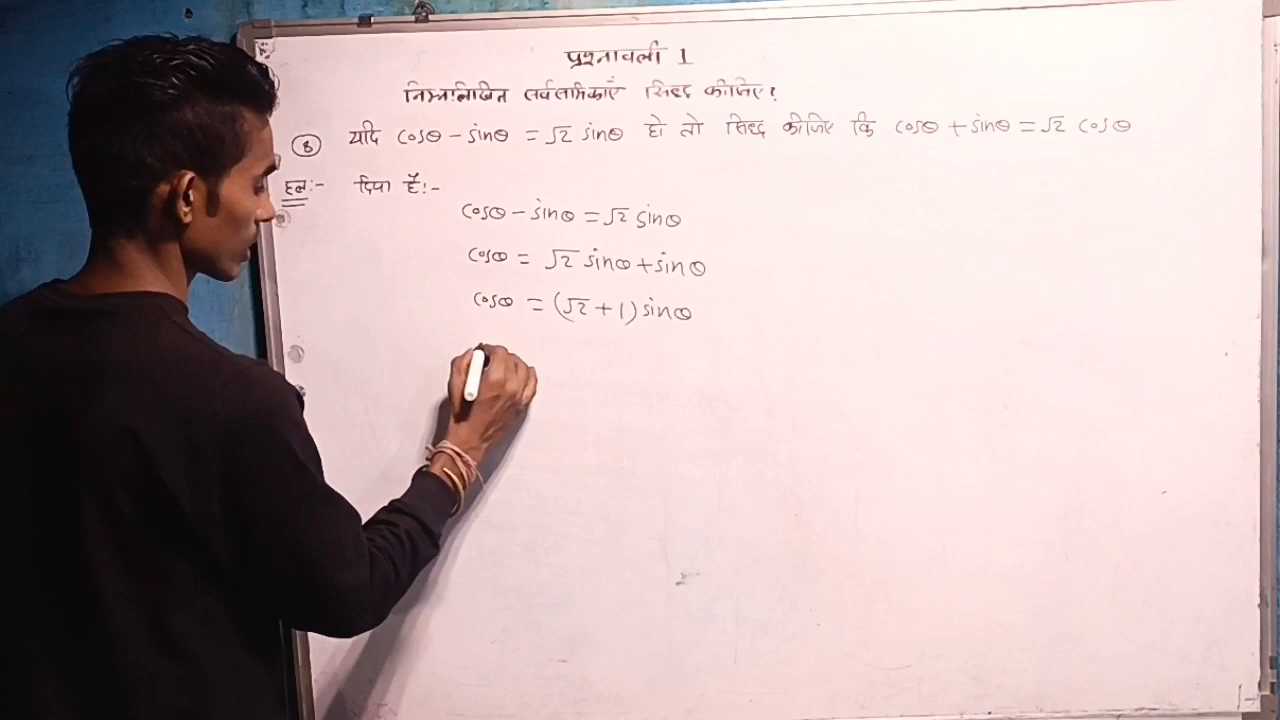 प्रश्नावली 1
निम्नलिखित सर्वसमिकाएँ सिद्ध कीजिए?
⑧ यदि cosθ - sinθ = √2 sinθ हो तो सिद्ध कीजिए कि cosθ + sinθ = √2 cosθ
हल:- दिया है:-
cosθ - sinθ = √2 sinθ
cosθ = √2 sinθ + sinθ
cosθ = (√2 + 1) sinθ